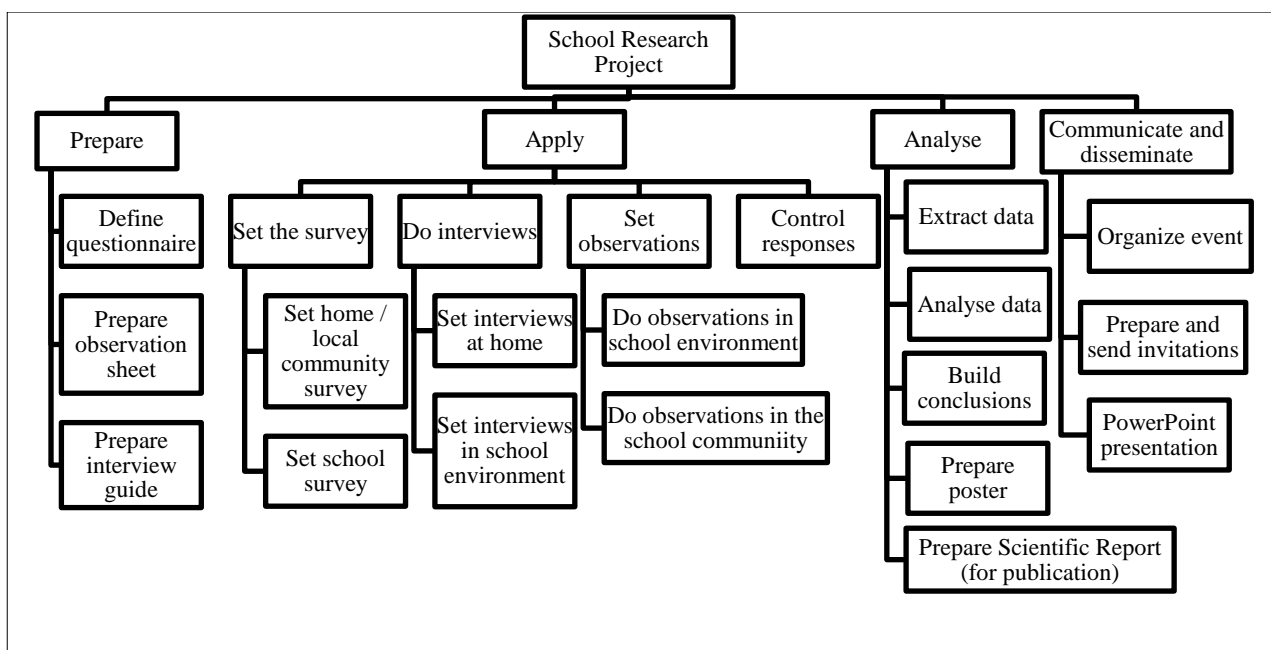 School Research
Project
Prepare
Apply
Analyse
Communicate and
disseminate
Define
questionnaire
Prepare
observation
sheet
Prepare
interview
guide
Set the survey
Set home /
local
community
survey
Set school
survey
Do interviews
Set interviews
at home
Set interviews
in school
environment
Set
observations
Do observations in
school environment
Do observations in the
school communiity
Control
responses
Extract data
Analyse data
Build
conclusions
Prepare
poster
Prepare Scientific Report
(for publication)
Organize event
Prepare and
send invitations
PowerPoint
presentation